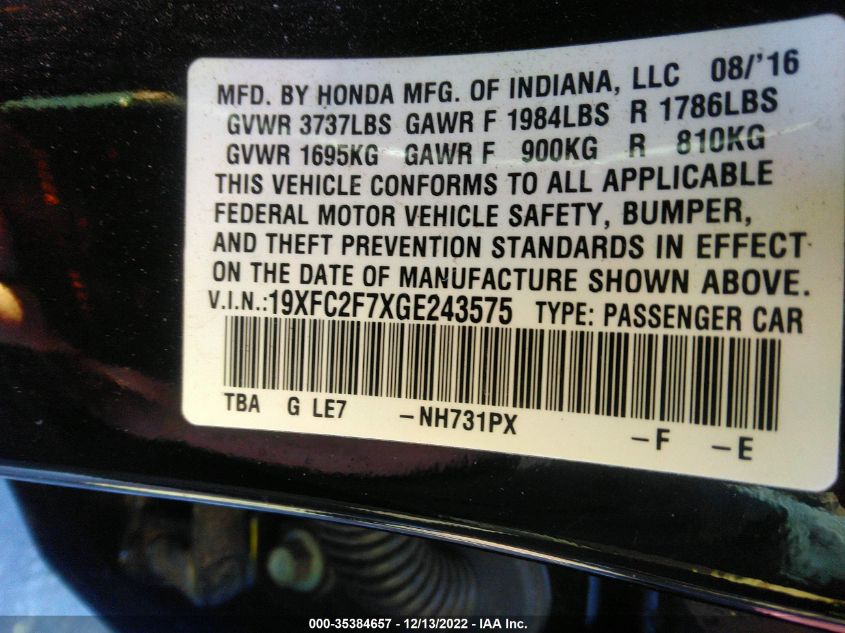 MFD. BY HONDA MFG. OF INDIANA, LLC 08/'16
GVWR 3737LBS GAWR F 1984LBS R 1786LBS
GVWR 1695KG GAWR F 900KG R 810KG
THIS VEHICLE CONFORMS TO ALL APPLICABLE
FEDERAL MOTOR VEHICLE SAFETY, BUMPER,
AND THEFT PREVENTION STANDARDS IN EFFECT
ON THE DATE OF MANUFACTURE SHOWN ABOVE.
V.I.N.:19XFC2F7XGE243575 TYPE: PASSENGER CAR
TBA G LE7 -NH731PX -F -E
000-35384657 - 12/13/2022 - IAA Inc.